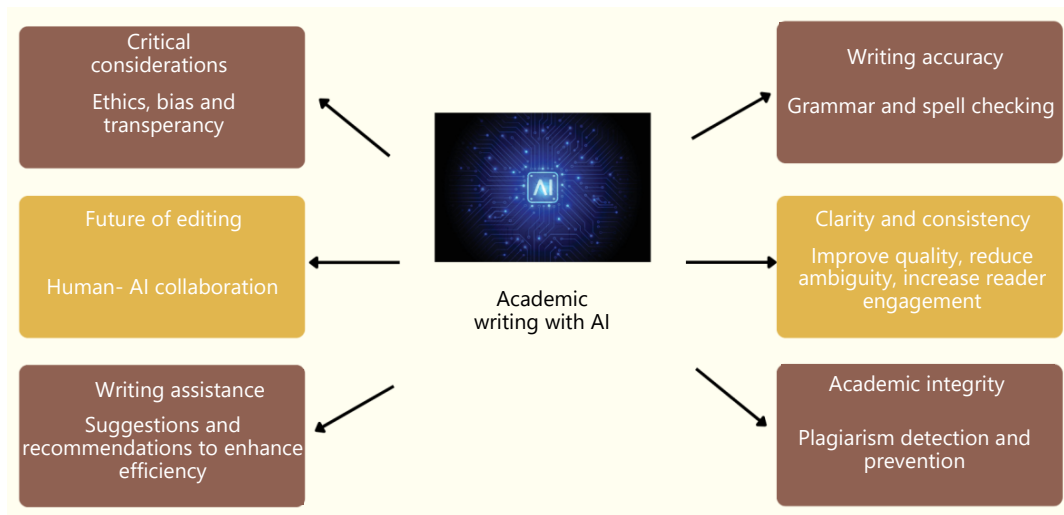 Critical
considerations
Ethics, bias and
transperancy
Future of editing
Human- AI collaboration
Writing assistance
Suggestions and
recommendations to enhance
efficiency
AI
Academic
writing with AI
Writing accuracy
Grammar and spell checking
Clarity and consistency
Improve quality, reduce
ambiguity, increase reader
engagement
Academic integrity
Plagiarism detection and
prevention